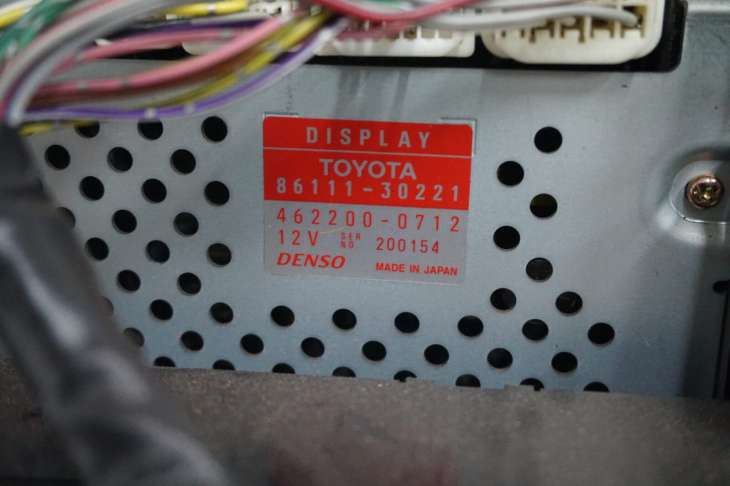 DISPLAY
TOYOTA
86111-30221
462200-0712
12V SER NO 200154
DENSO MADE IN JAPAN